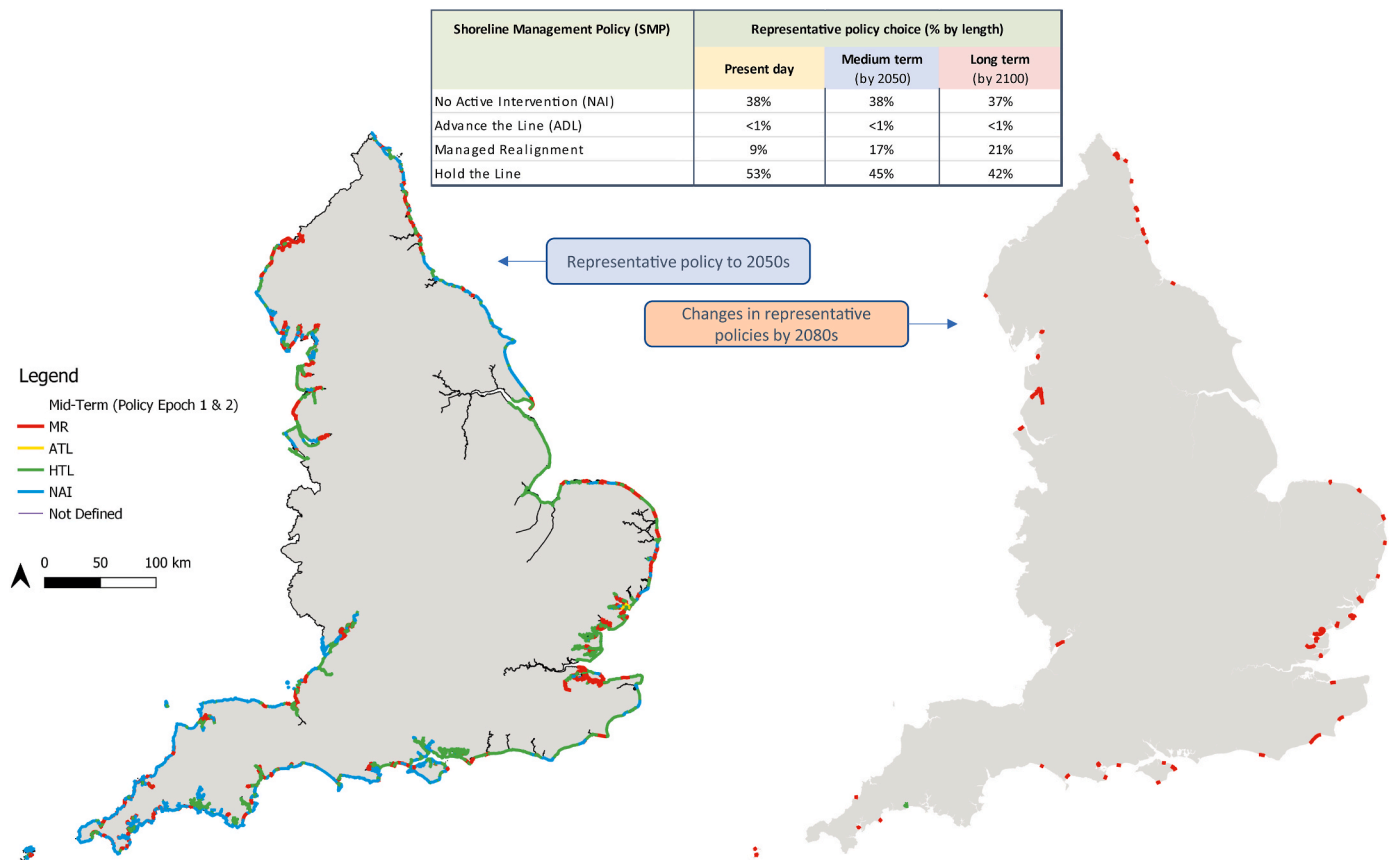 Shoreline Management Policy (SMP) Representative policy choice (% by length)
Present day Medium term (by 2050) Long term (by 2100)
No Active Intervention (NAI) 38% 38% 37%
Advance the Line (ADL) <1% <1% <1%
Managed Realignment 9% 17% 21%
Hold the Line 53% 45% 42%
Representative policy to 2050s
Changes in representative
policies by 2080s
Legend
Mid-Term (Policy Epoch 1 & 2)
MR
ATL
HTL
NAI
Not Defined
0 50 100 km